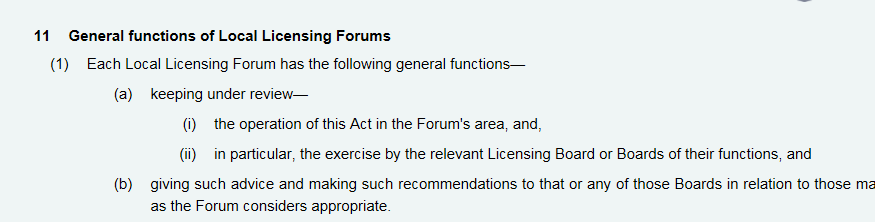 11 General functions of Local Licensing Forums
(1) Each Local Licensing Forum has the following general functions—
(a) keeping under review—
(i) the operation of this Act in the Forum's area, and,
(ii) in particular, the exercise by the relevant Licensing Board or Boards of their functions, and
(b) giving such advice and making such recommendations to that or any of those Boards in relation to those
as the Forum considers appropriate.